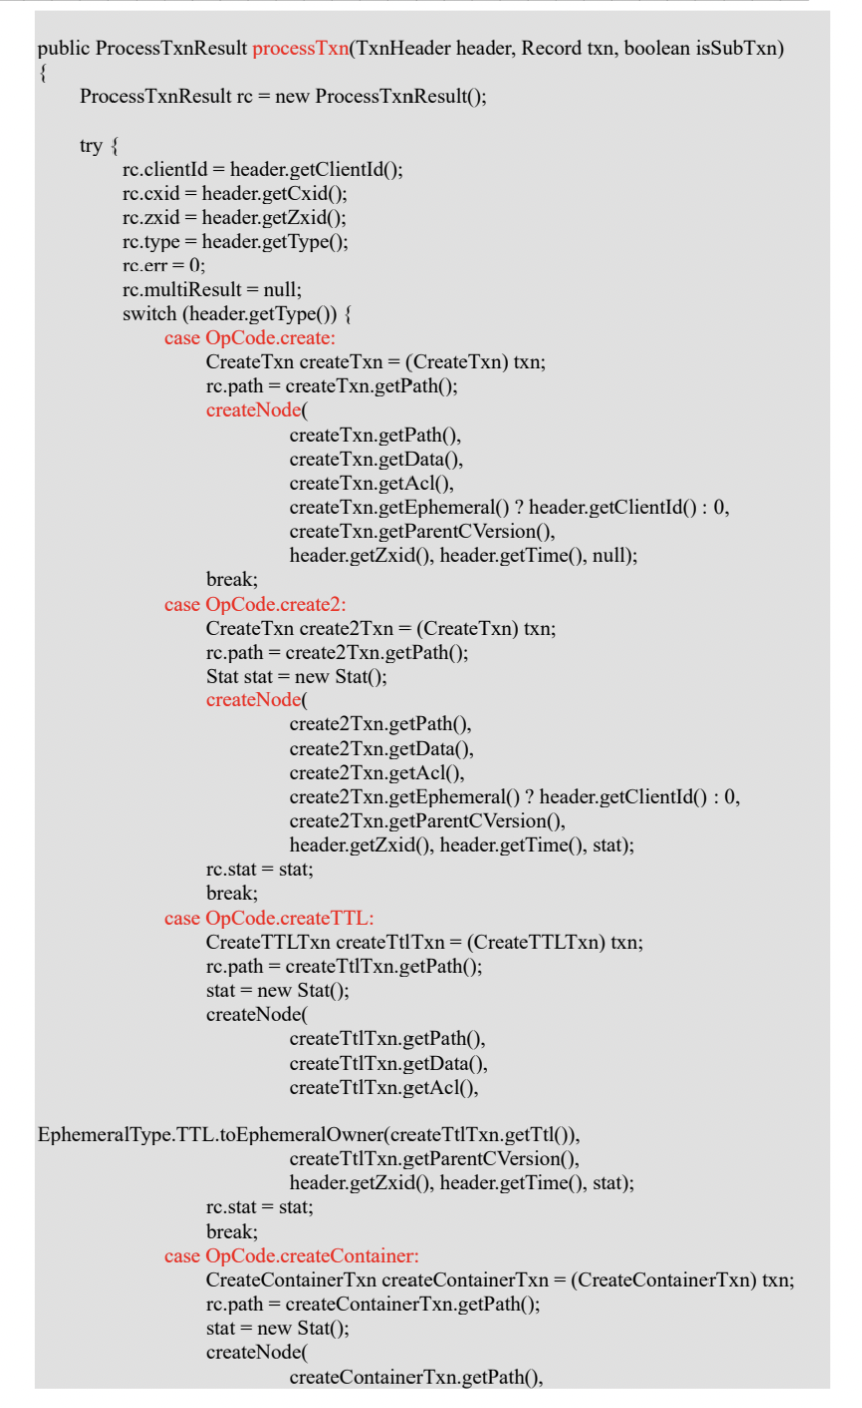 public ProcessTxnResult processTxn(TxnHeader header, Record txn, boolean isSubTxn)
{
ProcessTxnResult rc = new ProcessTxnResult();
try {
rc.clientId = header.getClientId();
rc.cxid = header.getCxid();
rc.zxid = header.getZxid();
rc.type = header.getType();
rc.err = 0;
rc.multiResult = null;
switch (header.getType()) {
case OpCode.create:
CreateTxn createTxn = (CreateTxn) txn;
rc.path = createTxn.getPath();
createNode(
createTxn.getPath(),
createTxn.getData(),
createTxn.getAcl(),
createTxn.getEphemeral() ? header.getClientId() : 0,
createTxn.getParentCVersion(),
header.getZxid(), header.getTime(), null);
break;
case OpCode.create2:
CreateTxn create2Txn = (CreateTxn) txn;
rc.path = create2Txn.getPath();
Stat stat = new Stat();
createNode(
create2Txn.getPath(),
create2Txn.getData(),
create2Txn.getAcl(),
create2Txn.getEphemeral() ? header.getClientId() : 0,
create2Txn.getParentCVersion(),
header.getZxid(), header.getTime(), stat);
rc.stat = stat;
break;
case OpCode.createTTL:
CreateTTLTxn createTtlTxn = (CreateTTLTxn) txn;
rc.path = createTtlTxn.getPath();
stat = new Stat();
createNode(
createTtlTxn.getPath(),
createTtlTxn.getData(),
createTtlTxn.getAcl(),
EphemeralType.TTL.toEphemeralOwner(createTtlTxn.getTtl()),
createTtlTxn.getParentCVersion(),
header.getZxid(), header.getTime(), stat);
rc.stat = stat;
break;
case OpCode.createContainer:
CreateContainerTxn createContainerTxn = (CreateContainerTxn) txn;
rc.path = createContainerTxn.getPath();
stat = new Stat();
createNode(
createContainerTxn.getPath(),